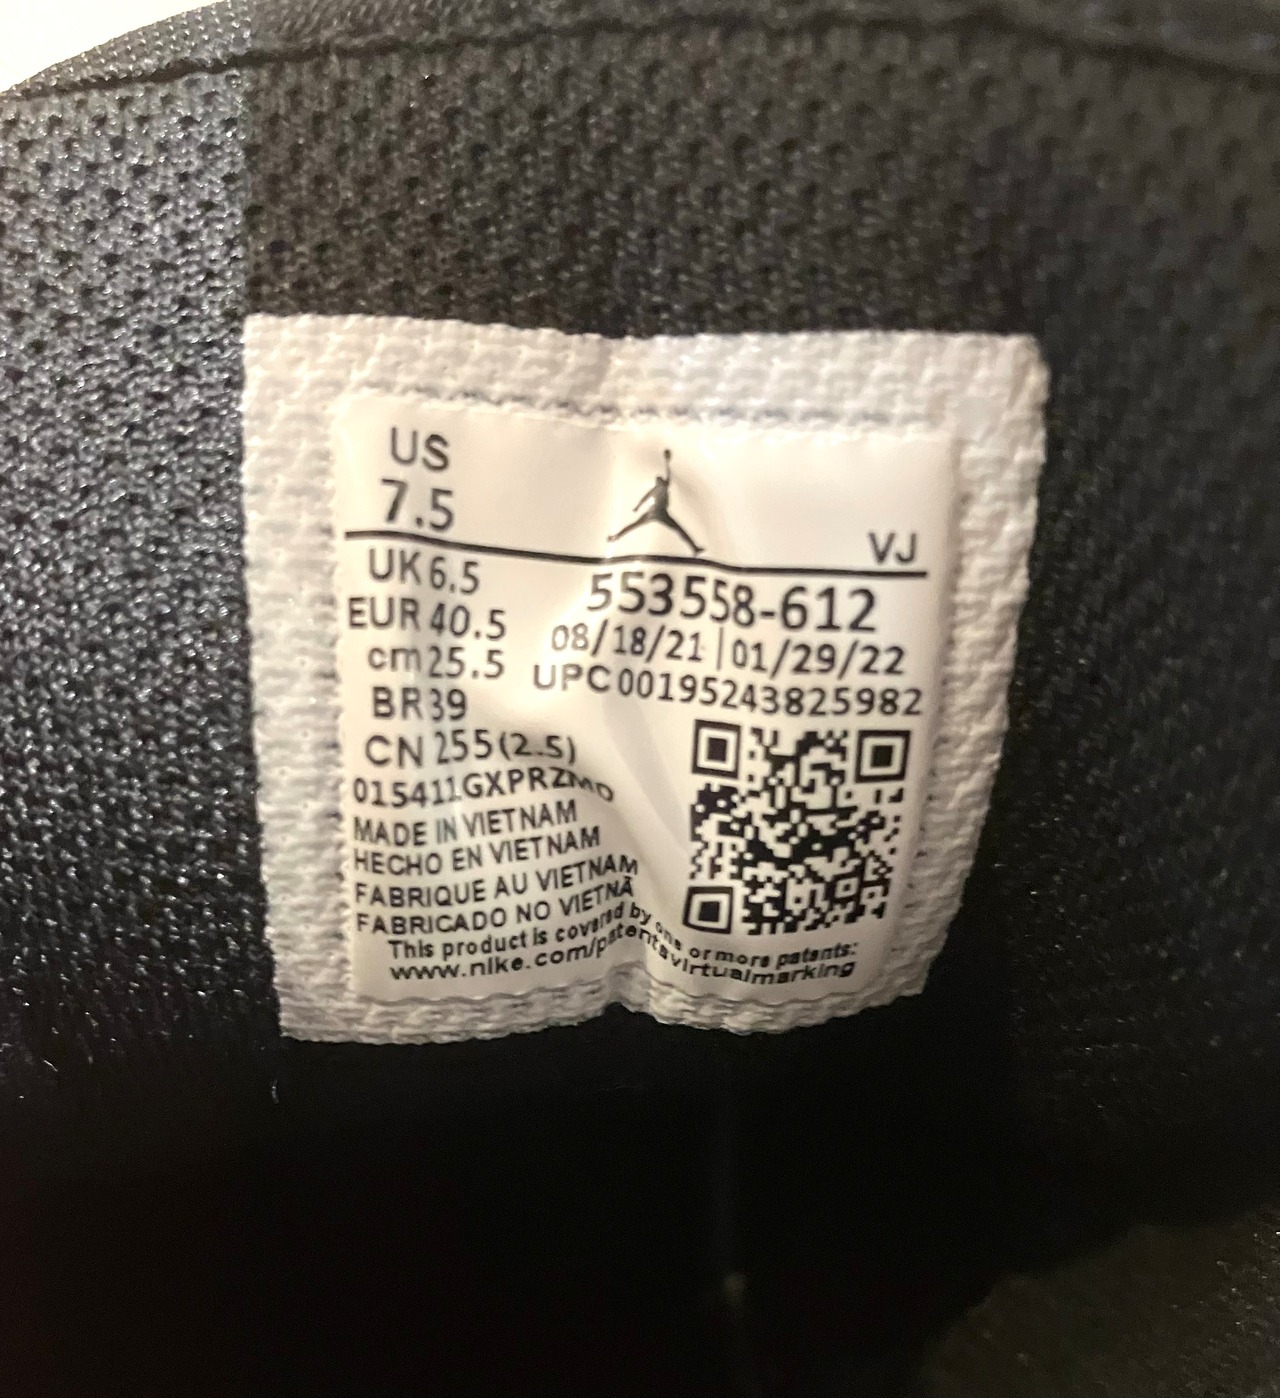 US
7.5
VJ
UK 6.5
EUR 40.5
cm 25.5
BR 39
CN 255(2.5)
553558-612
08/18/21 | 01/29/22
UPC 00195243825982
015411GXPRZMO
MADE IN VIETNAM
HECHO EN VIETNAM
FABRIQUE AU VIETNAM
FABRICADO NO VIETNÃ
This product is covered by one or more patents:
www.nike.com/patentsvirtualmarking